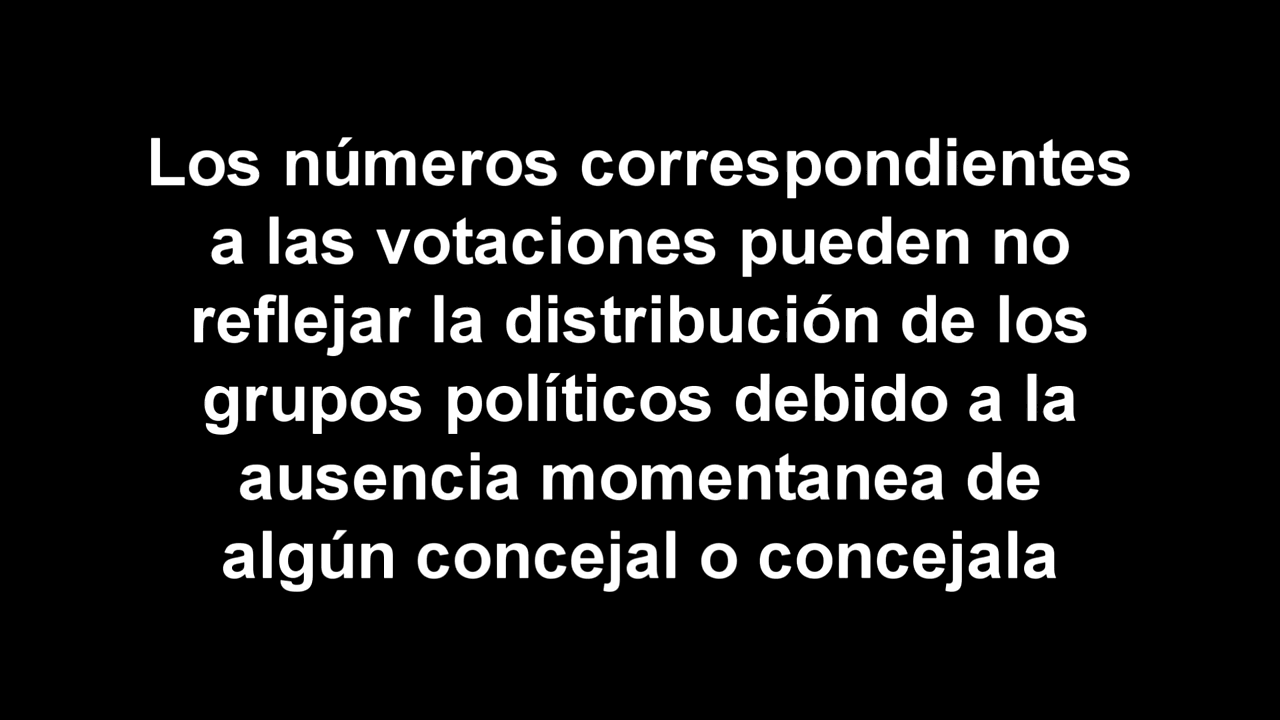 Los números correspondientes
a las votaciones pueden no
reflejar la distribución de los
grupos políticos debido a la
ausencia momentanea de
algún concejal o concejala